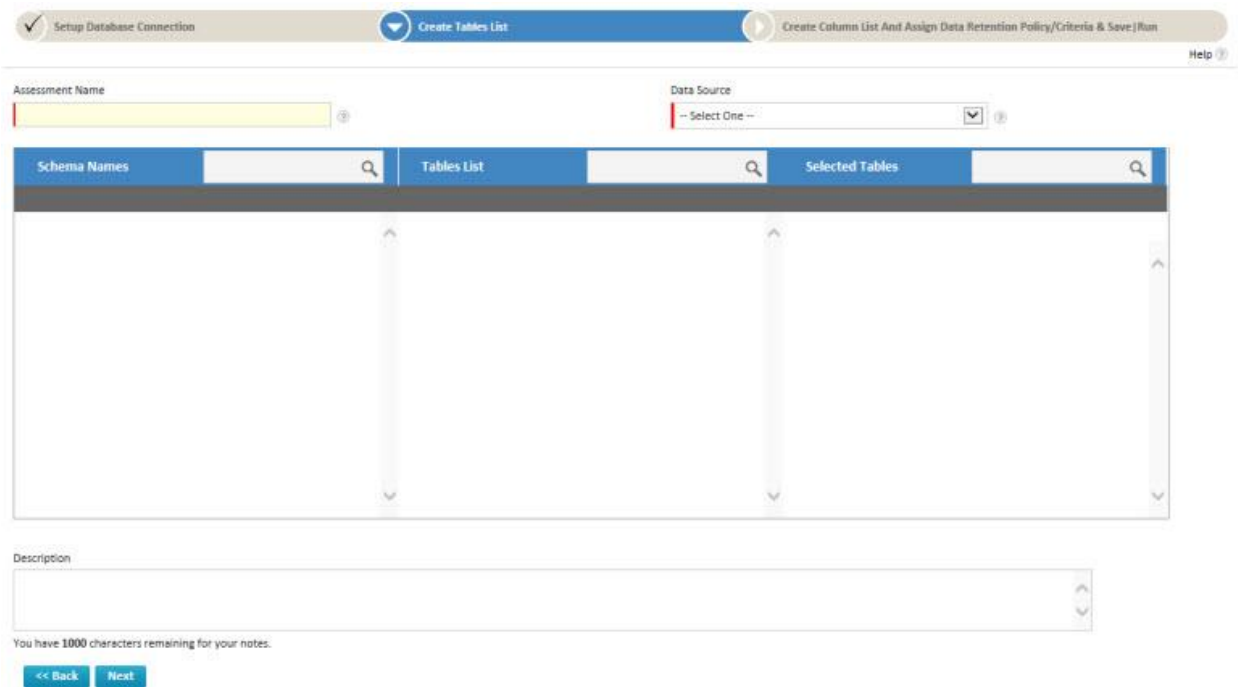 Setup Database Connection
Create Tables List
Create Column List And Assign Data Retention Policy/Criteria & Save|Run
Help ?
Assessment Name
Data Source
?
-- Select One --
?
Schema Names
Tables List
Selected Tables
Description
You have 1000 characters remaining for your notes.
<< Back
Next